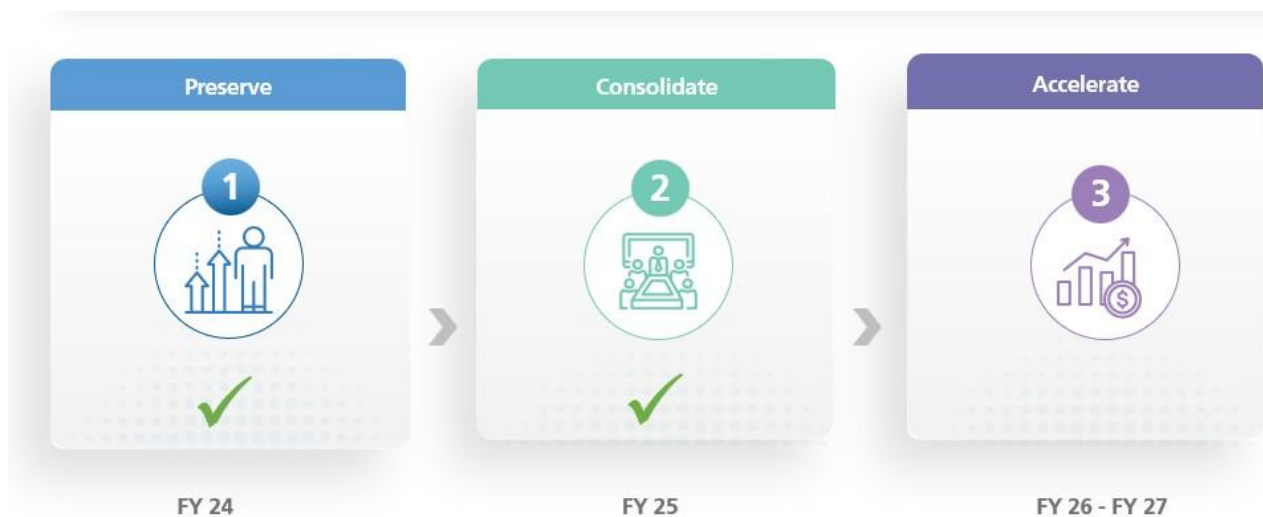 Preserve
Consolidate
Accelerate
1
2
3
$
FY 24
FY 25
FY 26 - FY 27